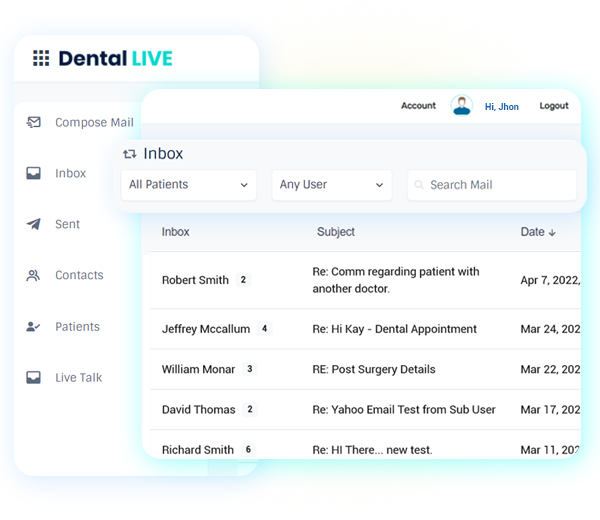 Dental LIVE
Compose Mail
Inbox
Sent
Contacts
Patients
Live Talk
Account
Hi, Jhon
Logout
Inbox
All Patients
Any User
Search Mail
Inbox Subject Date
Robert Smith 2 Re: Comm regarding patient with
another doctor. Apr 7, 2022,
Jeffrey Mccallum 4 Re: Hi Kay - Dental Appointment Mar 24, 202
William Monar 3 RE: Post Surgery Details Mar 22, 202
David Thomas 2 Re: Yahoo Email Test from Sub User Mar 17, 202
Richard Smith 6 Re: HI There... new test. Mar 11, 202